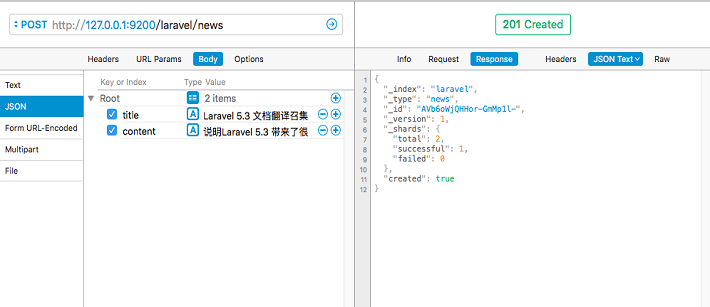 POST http://127.0.0.1:9200/laravel/news
201 Created
Headers URL Params Body Options
Info Request Response Headers JSON Text Raw
Text
JSON
Form URL-Encoded
Multipart
File
Key or Index Type Value
Root 2 items
title A Laravel 5.3 文档翻译召集
content A 说明Laravel 5.3 带来了很
1 {
2 "_index": "laravel",
3 "_type": "news",
4 "_id": "AVb6oWjQHHor-GmMp1l-",
5 "_version": 1,
6 "_shards": {
7 "total": 2,
8 "successful": 1,
9 "failed": 0
10 },
11 "created": true
12 }